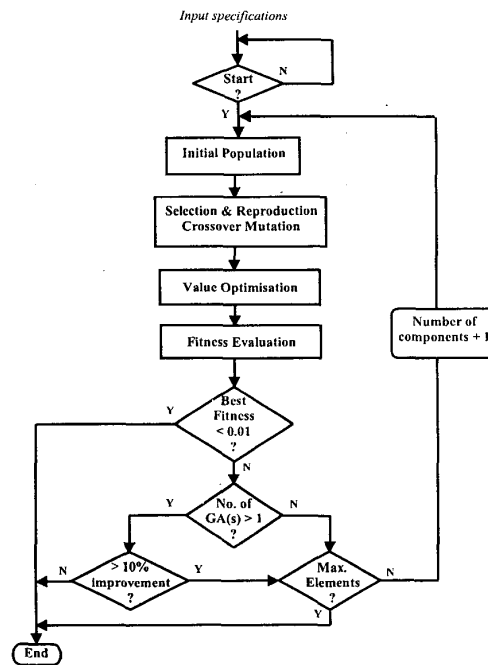 Input specifications
Start
?
N
Y
Initial Population
Selection & Reproduction
Crossover Mutation
Value Optimisation
Number of
components +
Fitness Evaluation
Y
Best
Fitness
< 0.01
?
N
Y
No. of
GA(s) > 1
?
N
N
> 10%
improvement
?
Y
Max.
Elements
?
N
Y
End